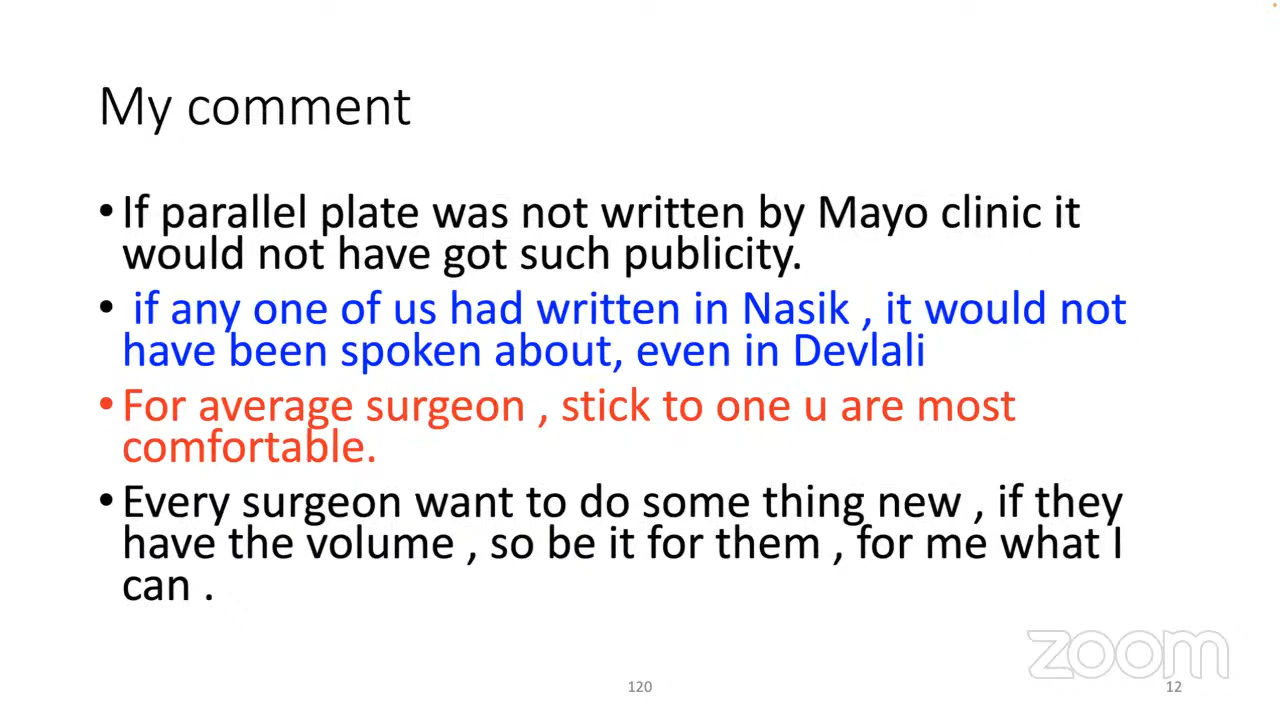 My comment
• If parallel plate was not written by Mayo clinic it
would not have got such publicity.
• if any one of us had written in Nasik , it would not
have been spoken about, even in Devlali
• For average surgeon , stick to one u are most
comfortable.
• Every surgeon want to do some thing new , if they
have the volume , so be it for them , for me what I
can .
zoom
120
12